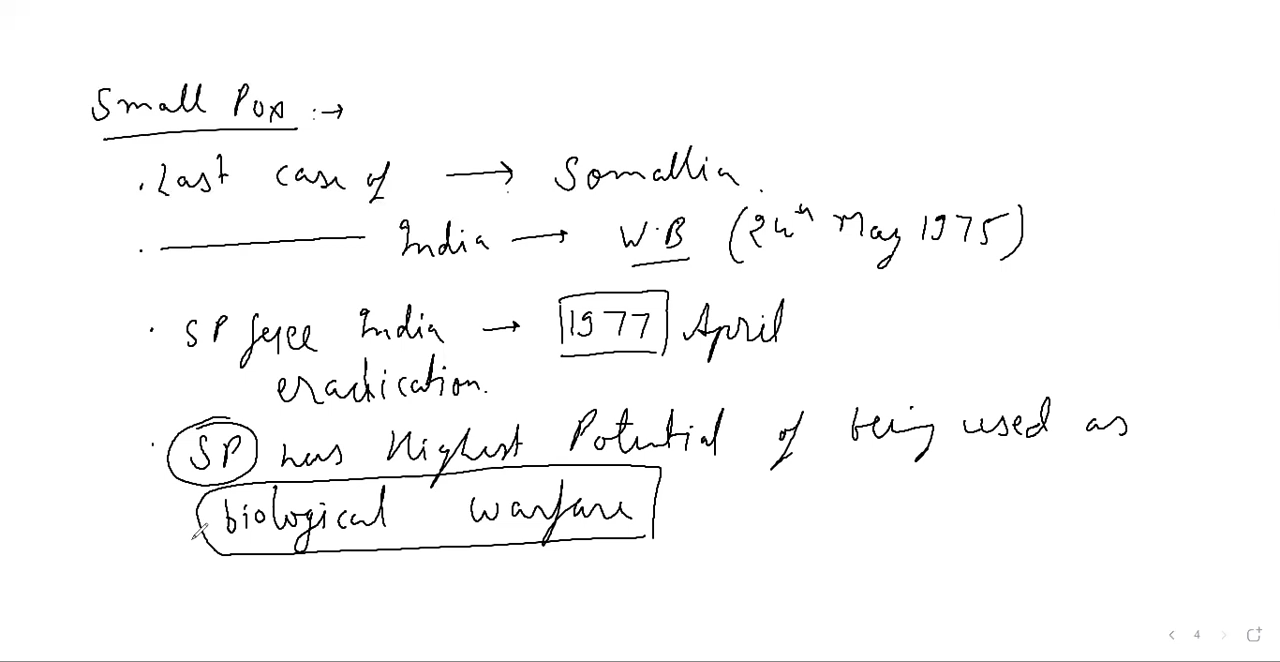 Small Pox :→
. Last case of → Somallia.
. ———— India → W.B (24th May 1975)
. SP free India → 1977 April
eradication.
. SP has Highest Potential of being used as
biological warfare
< 4 >